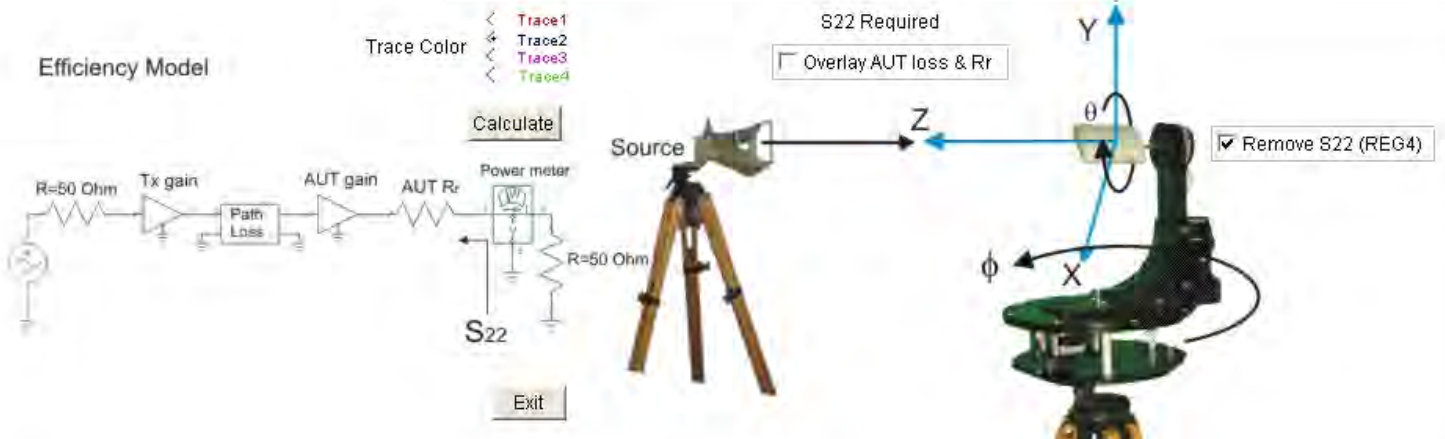 Efficiency Model
Trace Color
Trace1
Trace2
Trace3
Trace4
Calculate
R=50 Ohm
Tx gain
Path
Loss
AUT gain
AUT Rr
Power meter
R=50 Ohm
S22
Exit
S22 Required
Overlay AUT loss & Rr
Source
Z
Y
θ
X
ϕ
Remove S22 (REG4)